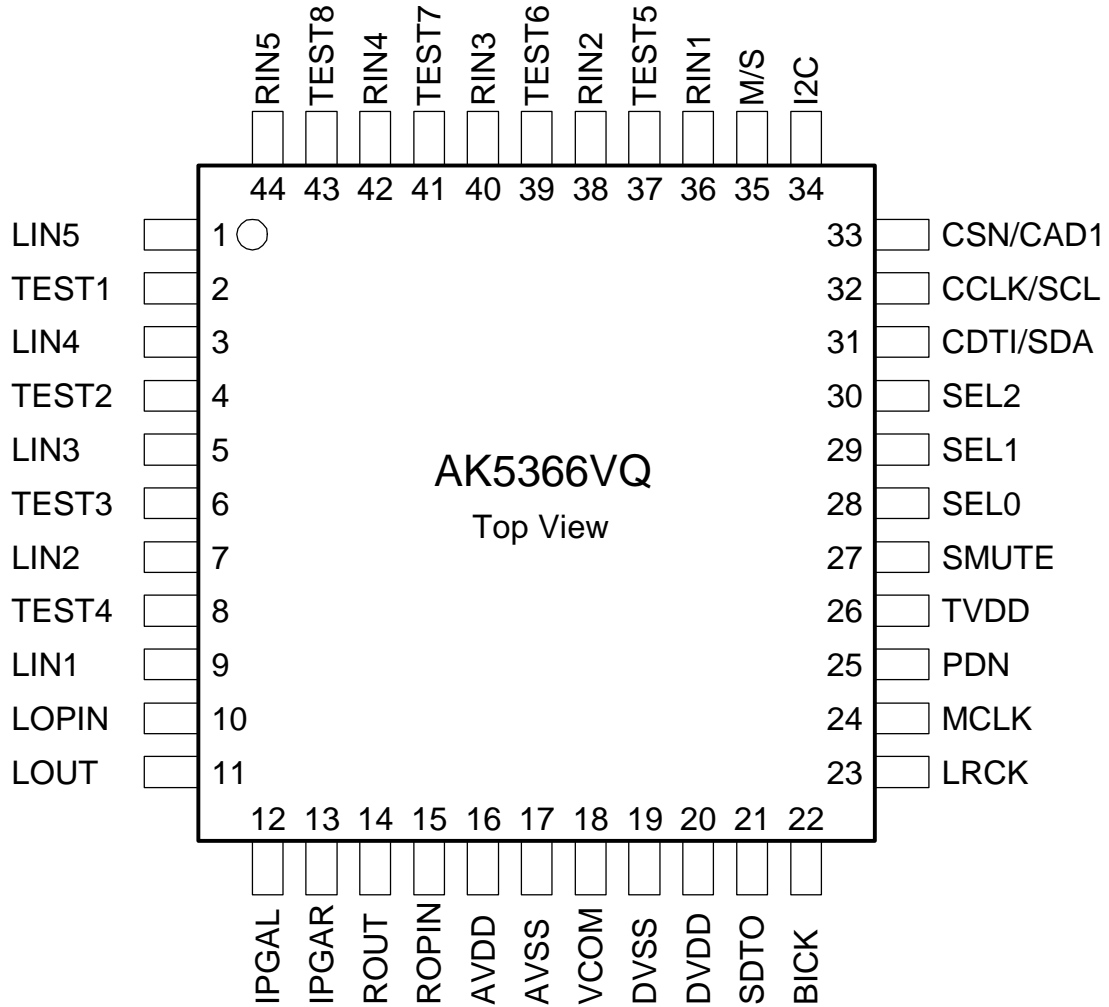 RIN5 TEST8 RIN4 TEST7 RIN3 TEST6 RIN2 TEST5 RIN1 M/S I2C
44 43 42 41 40 39 38 37 36 35 34
LIN5 1 33 CSN/CAD1
TEST1 2 32 CCLK/SCL
LIN4 3 31 CDTI/SDA
TEST2 4 30 SEL2
LIN3 5 29 SEL1
AK5366VQ
TEST3 6 28 SEL0
Top View
LIN2 7 27 SMUTE
TEST4 8 26 TVDD
LIN1 9 25 PDN
LOPIN 10 24 MCLK
LOUT 11 23 LRCK
12 13 14 15 16 17 18 19 20 21 22
IPGAL IPGAR ROUT ROPIN AVDD AVSS VCOM DVSS DVDD SDTO BICK